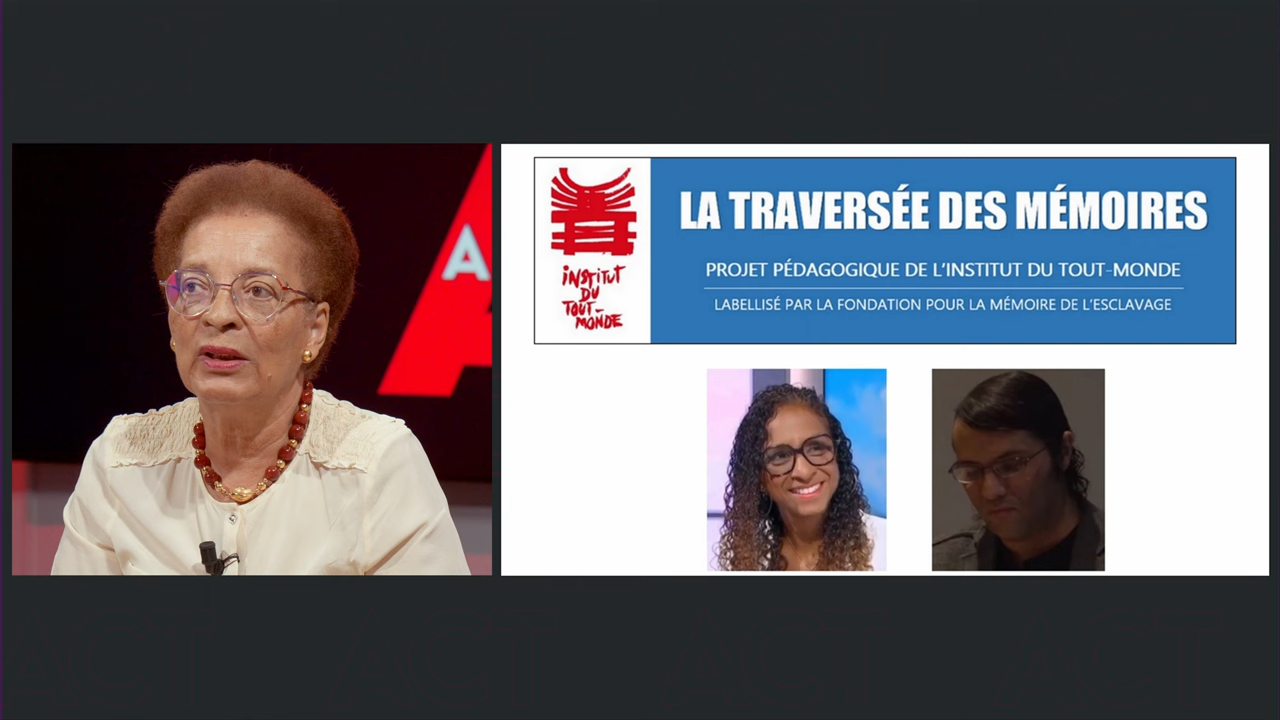 A
INSTITUT
DU
TOUT-
MONDE
LA TRAVERSÉE DES MÉMOIRES
PROJET PÉDAGOGIQUE DE L'INSTITUT DU TOUT-MONDE
LABELLISÉ PAR LA FONDATION POUR LA MÉMOIRE DE L'ESCLAVAGE